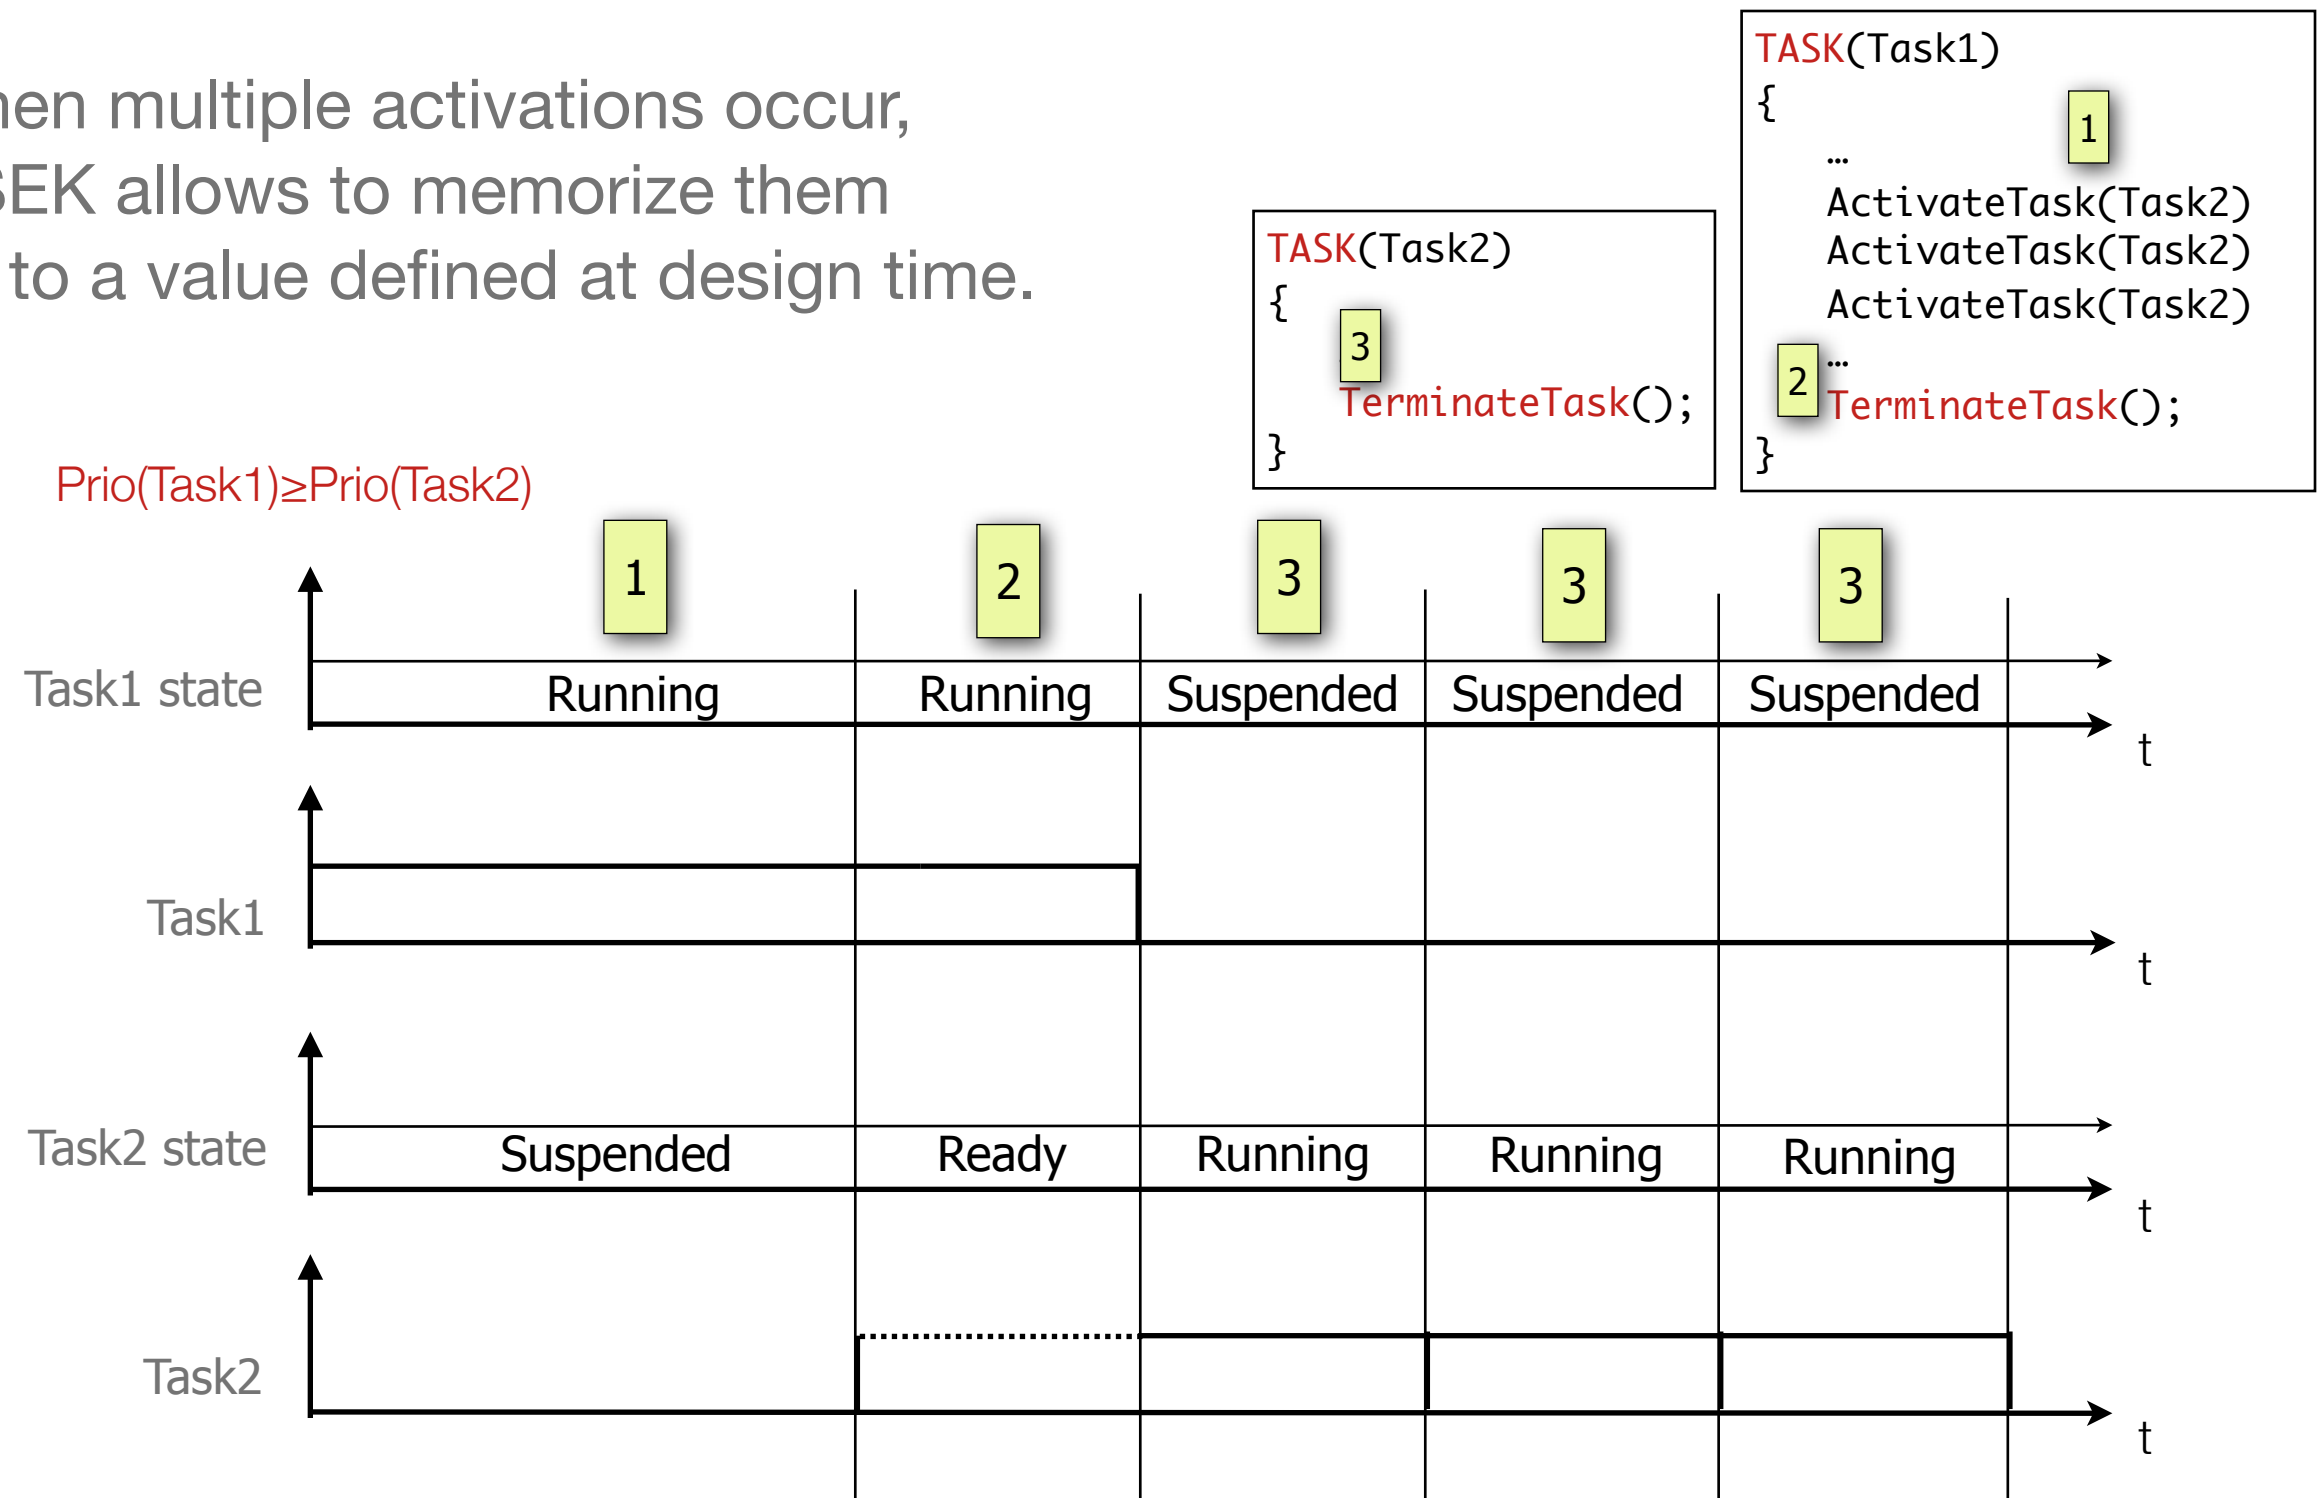 hen multiple activations occur,
SEK allows to memorize them
to a value defined at design time.
TASK(Task2)
{
3
TerminateTask();
}
TASK(Task1)
{
1
…
ActivateTask(Task2)
ActivateTask(Task2)
ActivateTask(Task2)
…
2
TerminateTask();
}
Prio(Task1)≥Prio(Task2)
1 2 3 3 3
Task1 state Running Running Suspended Suspended Suspended
t
Task1
t
Task2 state Suspended Ready Running Running Running
t
Task2
t